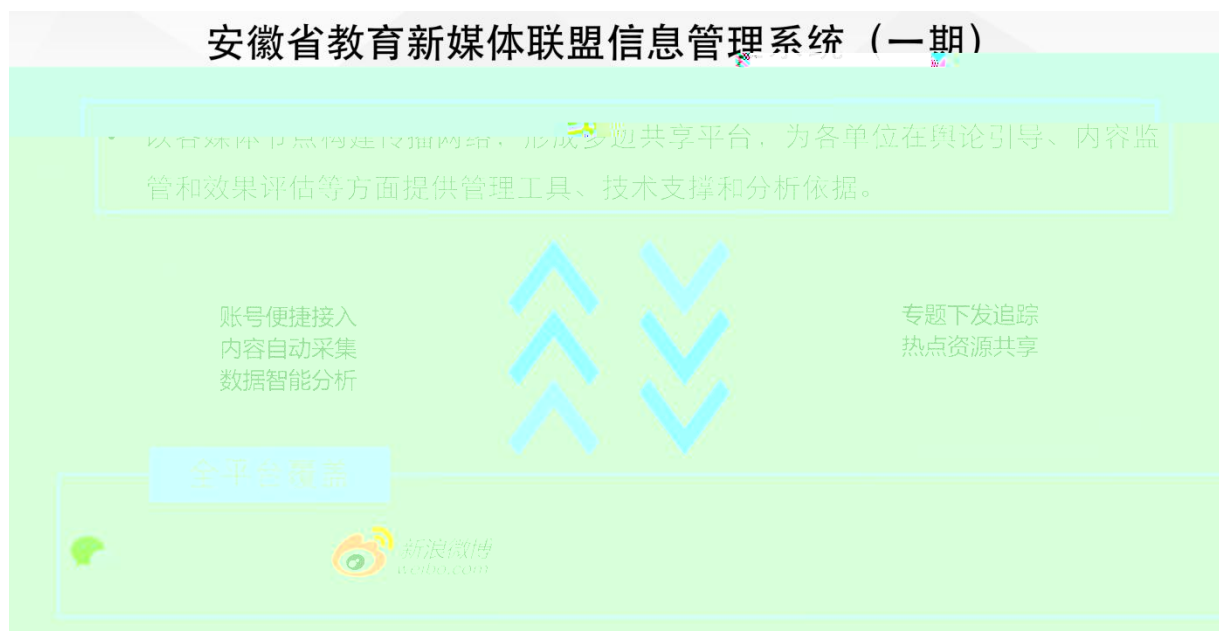 安徽省教育新媒体联盟信息管理系统（一期）
以各媒体节点构建传播网络，形成多边共享平台，为各单位在舆论引导、内容监
管和效果评估等方面提供管理工具、技术支撑和分析依据。
账号便捷接入
内容自动采集
数据智能分析
专题下发追踪
热点资源共享
全平台覆盖
新浪微博
weibo.com